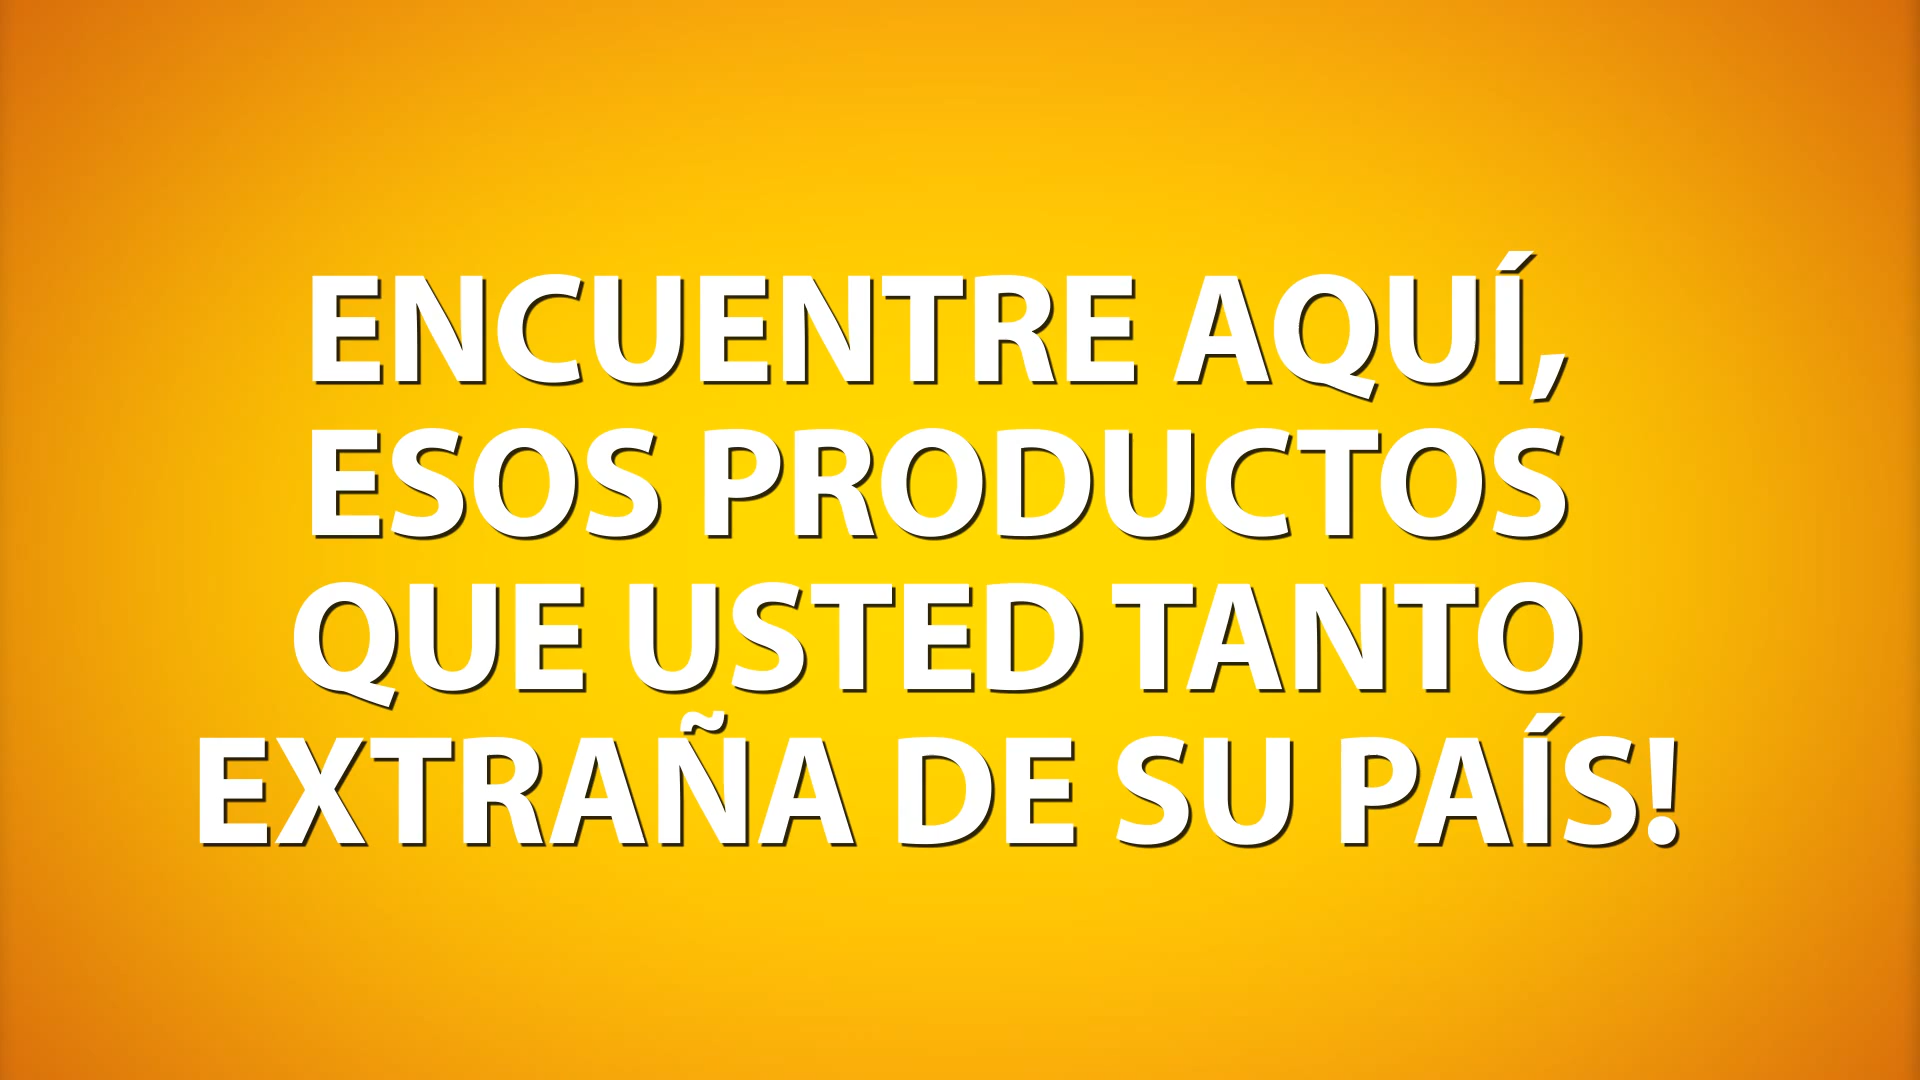 ENCUENTRE AQUÍ,
ESOS PRODUCTOS
QUE USTED TANTO
EXTRAÑA DE SU PAÍS!